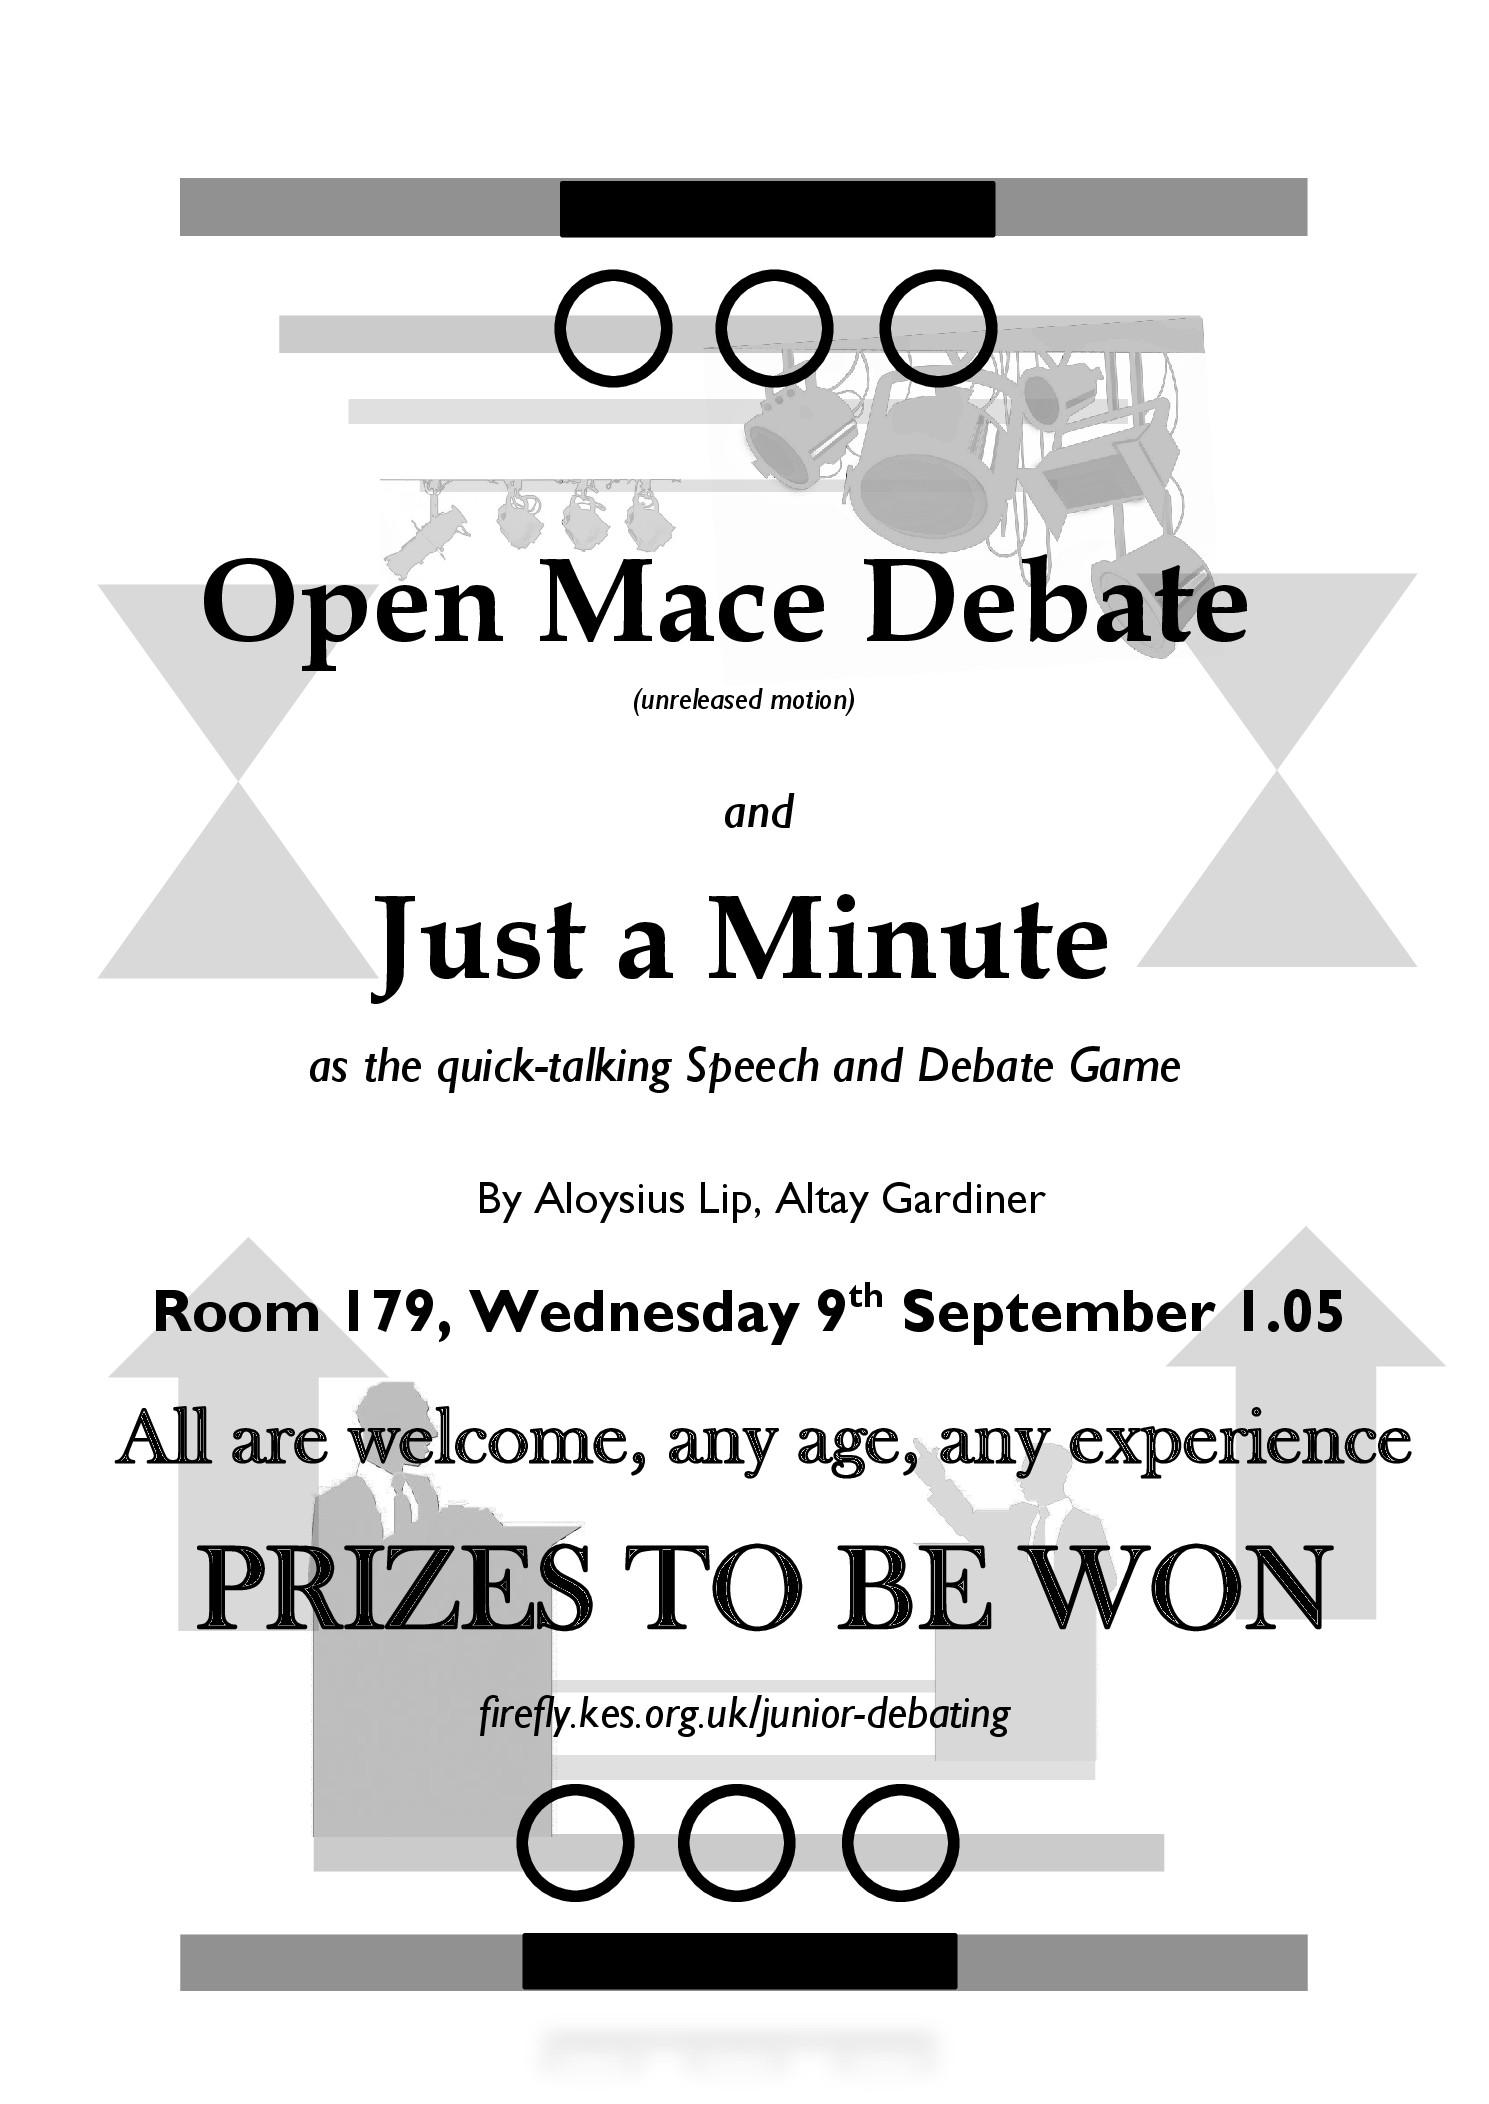 Open Mace Debate
(unreleased motion)
and
Just a Minute
as the quick-talking Speech and Debate Game
By Aloysius Lip, Altay Gardiner
Room 179, Wednesday 9th September 1.05
All are welcome, any age, any experience
PRIZES TO BE WON
firefly.kes.org.uk/junior-debating